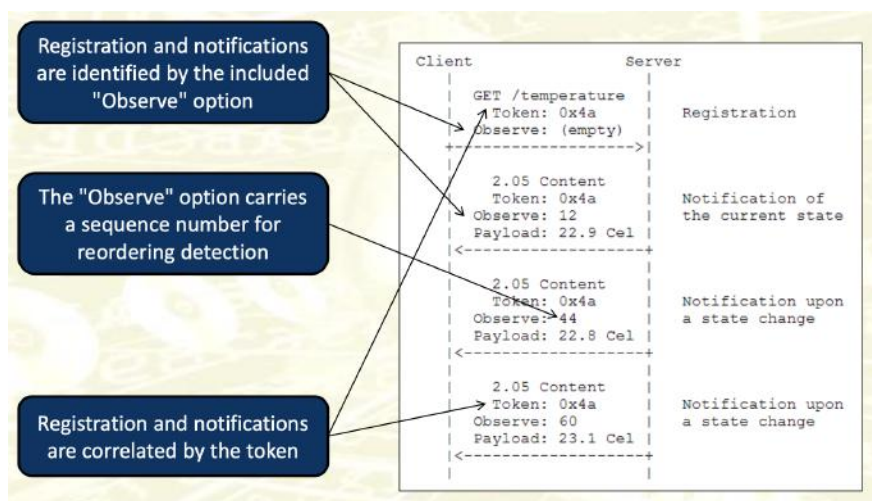 Registration and notifications
are identified by the included
"Observe" option
The "Observe" option carries
a sequence number for
reordering detection
Registration and notifications
are correlated by the token
Client Server
GET /temperature
Token: 0x4a Registration
Observe: (empty)
2.05 Content
Token: 0x4a Notification of
Observe: 12 the current state
Payload: 22.9 Cel
2.05 Content
Token: 0x4a Notification upon
Observe: 44 a state change
Payload: 22.8 Cel
2.05 Content
Token: 0x4a Notification upon
Observe: 60 a state change
Payload: 23.1 Cel